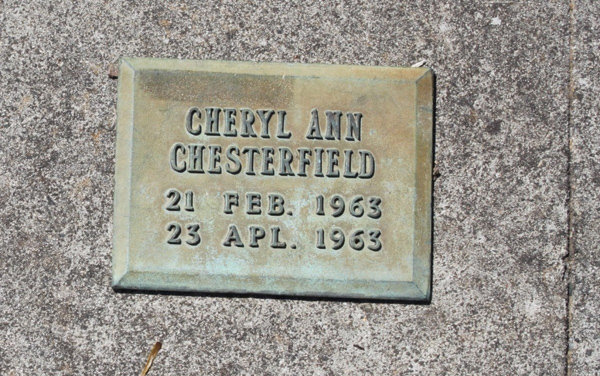 CHERYL ANN
CHESTERFIELD
21 FEB. 1963
23 APL. 1963